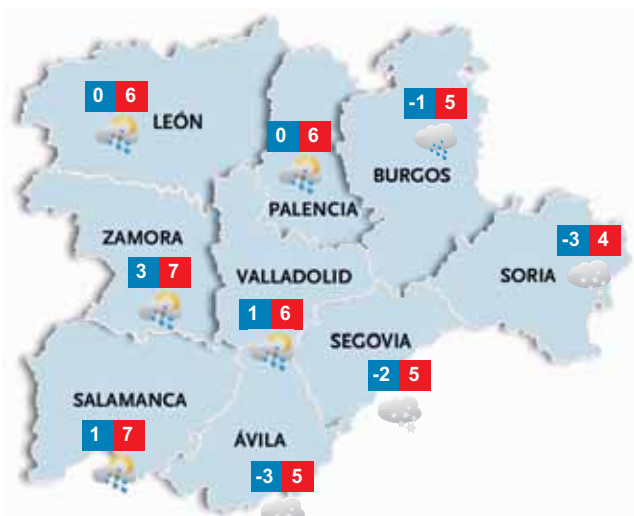 0 6
LEÓN
-1 5
BURGOS
0 6
PALENCIA
ZAMORA
3 7
VALLADOLID
1 6
-3 4
SORIA
SEGOVIA
-2 5
SALAMANCA
1 7
ÁVILA
-3 5